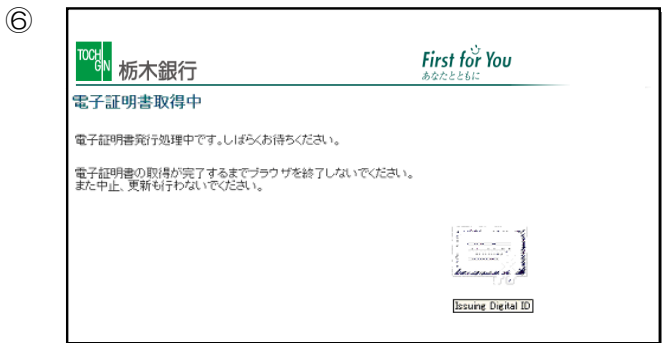 ⑥
TOCHGIN 栃木銀行
First for You
あなたとともに
電子証明書取得中
電子証明書発行処理中です。しばらくお待ちください。
電子証明書の取得が完了するまでブラウザを終了しないでください。
また中止、更新も行わないでください。
Issuing Digital ID